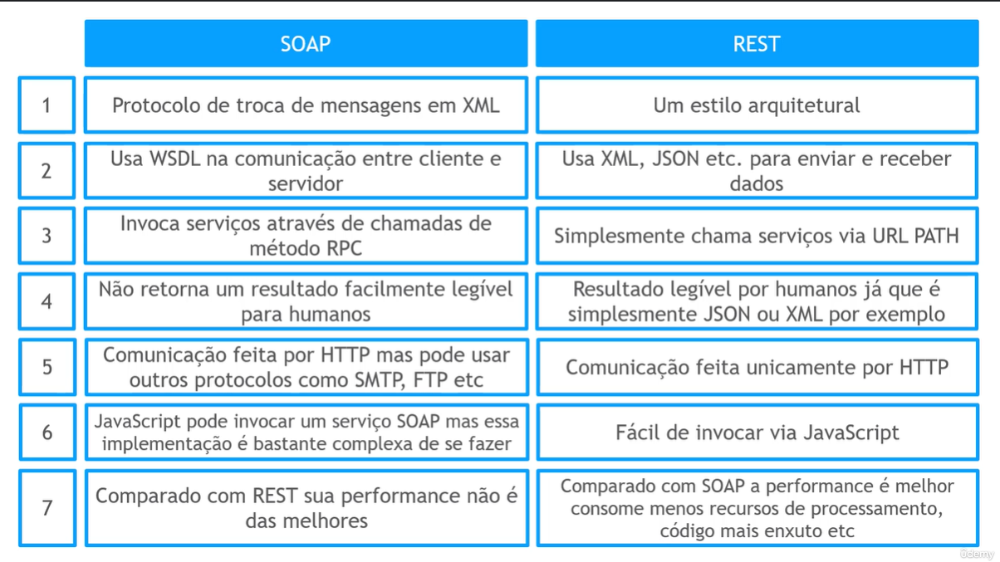 SOAP
REST
1
Protocolo de troca de mensagens em XML
Um estilo arquitetural
2
Usa WSDL na comunicação entre cliente e
servidor
Usa XML, JSON etc. para enviar e receber
dados
3
Invoca serviços através de chamadas de
método RPC
Simplesmente chama serviços via URL PATH
4
Não retorna um resultado facilmente legível
para humanos
Resultado legível por humanos já que é
simplesmente JSON ou XML por exemplo
5
Comunicação feita por HTTP mas pode usar
outros protocolos como SMTP, FTP etc
Comunicação feita unicamente por HTTP
6
JavaScript pode invocar um serviço SOAP mas essa
implementação é bastante complexa de se fazer
Fácil de invocar via JavaScript
7
Comparado com REST sua performance não é
das melhores
Comparado com SOAP a performance é melhor
consome menos recursos de processamento,
código mais enxuto etc
ûdemy